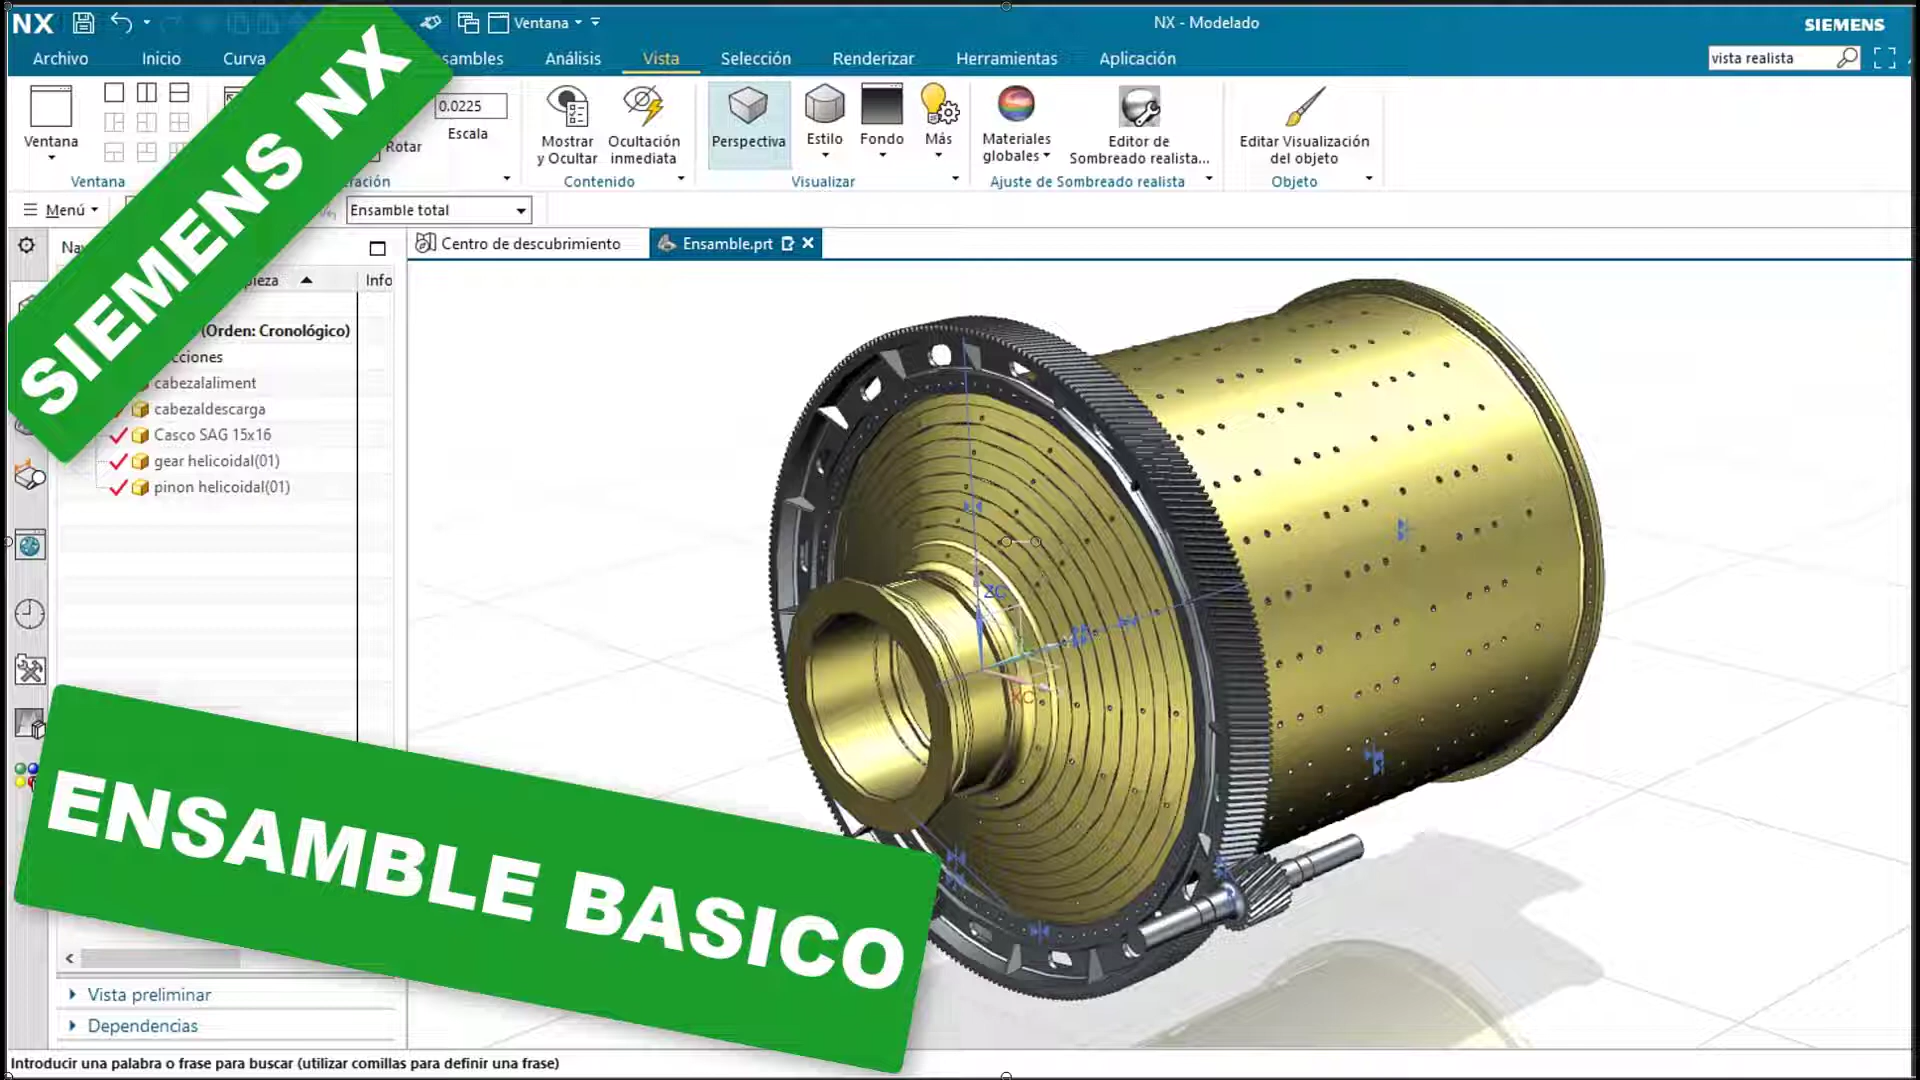 NX
Ventana
NX - Modelado
SIEMENS
Archivo
Inicio
Curva
sambles
Análisis
Vista
Selección
Renderizar
Herramientas
Aplicación
vista realista
Ventana
Rotar
0.0225
Escala
Mostrar
y Ocultar
Ocultación
inmediata
Perspectiva
Estilo
Fondo
Más
Materiales
globales
Editor de
Sombreado realista...
Editar Visualización
del objeto
Ventana
ración
Contenido
Visualizar
Ajuste de Sombreado realista
Objeto
Menú
Ensamble total
Centro de descubrimiento
Ensamble.prt
Na
pieza
Info
(Orden: Cronológico)
cciones
cabezalaliment
cabezaldescarga
Casco SAG 15x16
gear helicoidal(01)
pinon helicoidal(01)
SIEMENS NX
ZC
XC
ENSAMBLE BASICO
Vista preliminar
Dependencias
Introducir una palabra o frase para buscar (utilizar comillas para definir una frase)